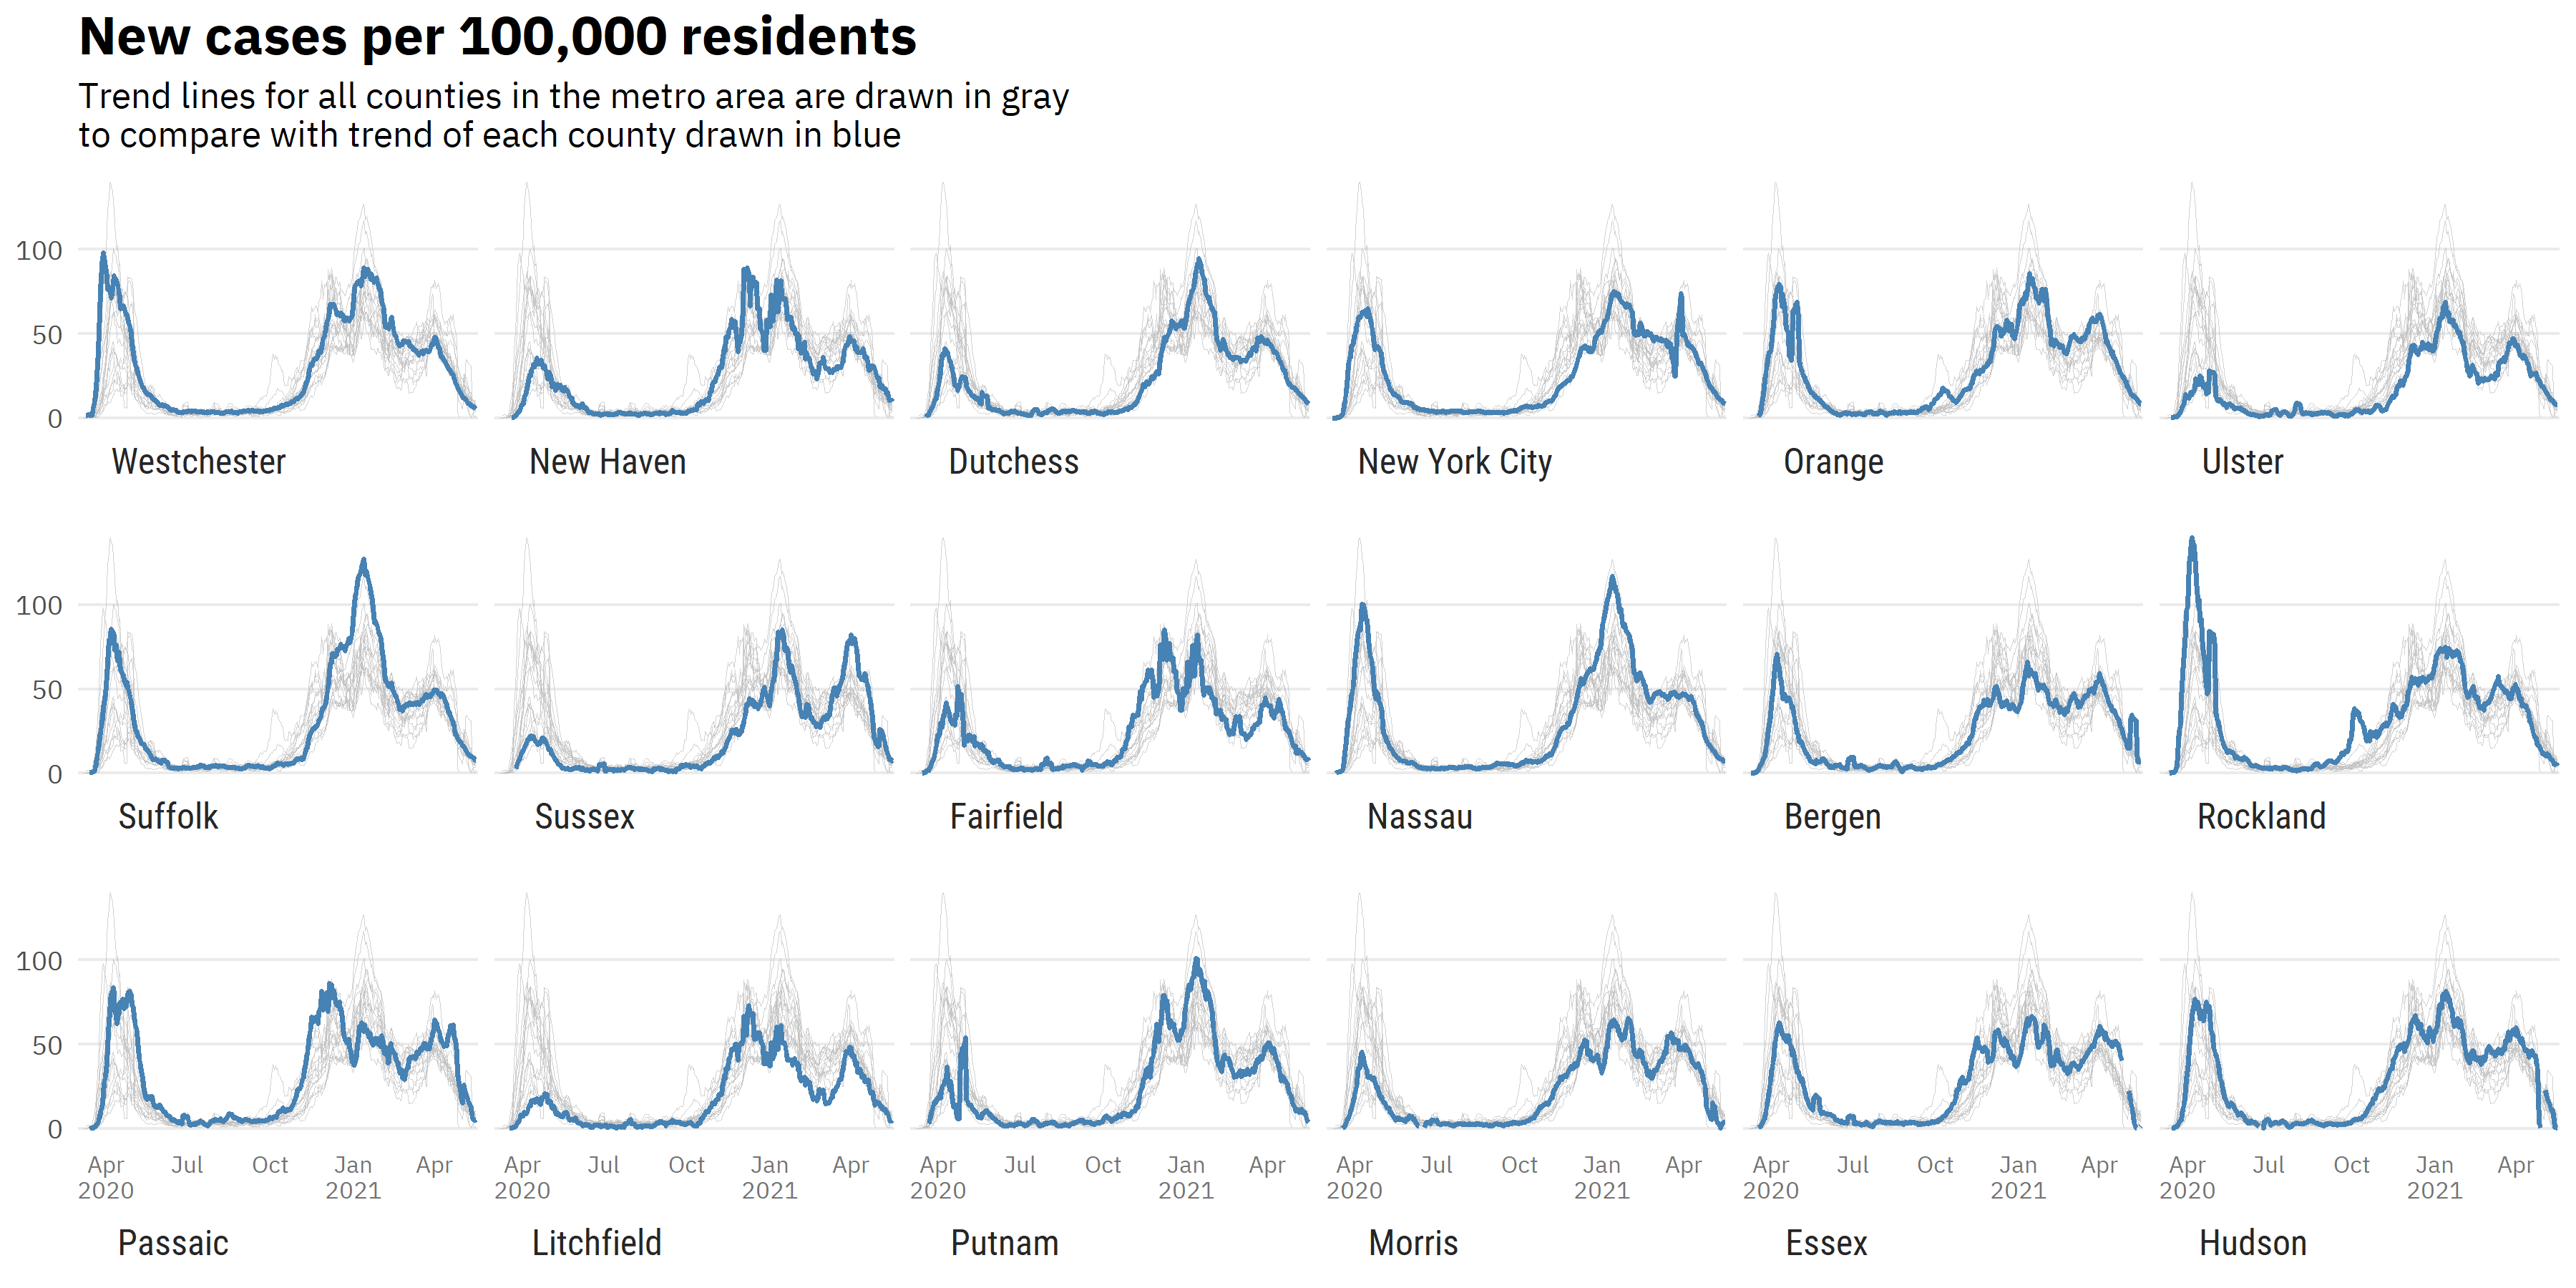 New cases per 100,000 residents
Trend lines for all counties in the metro area are drawn in gray
to compare with trend of each county drawn in blue
100
50
0
Westchester New Haven Dutchess New York City Orange Ulster
100
50
0
Suffolk Sussex Fairfield Nassau Bergen Rockland
100
50
0
Apr Jul Oct Jan Apr Apr Jul Oct Jan Apr Apr Jul Oct Jan Apr Apr Jul Oct Jan Apr Apr Jul Oct Jan Apr Apr Jul Oct Jan Apr
2020 2021 2020 2021 2020 2021 2020 2021 2020 2021 2020 2021
Passaic Litchfield Putnam Morris Essex Hudson